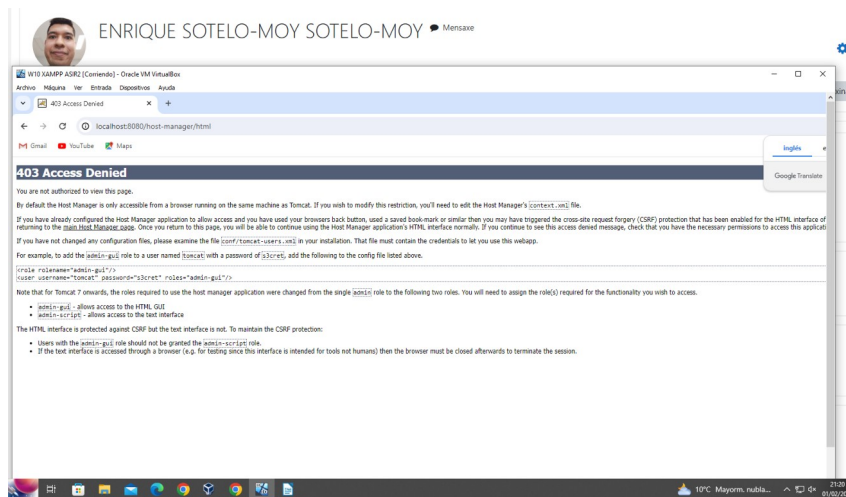 ENRIQUE SOTELO-MOY SOTELO-MOY Mensaxe
W10 XAMPP ASIR2 [Corriendo] - Oracle VM VirtualBox
Archivo Máquina Ver Entrada Dispositivos Ayuda
403 Access Denied
localhost:8080/host-manager/html
Gmail YouTube Maps
inglés e
Google Translate
403 Access Denied
You are not authorized to view this page.
By default the Host Manager is only accessible from a browser running on the same machine as Tomcat. If you wish to modify this restriction, you'll need to edit the Host Manager's context.xml file.
If you have already configured the Host Manager application to allow access and you have used your browsers back button, used a saved book-mark or similar then you may have triggered the cross-site request forgery (CSRF) protection that has been enabled for the HTML interface of
returning to the main Host Manager page. Once you return to this page, you will be able to continue using the Host Manager application's HTML interface normally. If you continue to see this access denied message, check that you have the necessary permissions to access this applicati
If you have not changed any configuration files, please examine the file conf/tomcat-users.xml in your installation. That file must contain the credentials to let you use this webapp.
For example, to add the admin-gui role to a user named tomcat with a password of s3cret, add the following to the config file listed above.
<role rolename="admin-gui"/>
<user username="tomcat" password="s3cret" roles="admin-gui"/>
Note that for Tomcat 7 onwards, the roles required to use the host manager application were changed from the single admin role to the following two roles. You will need to assign the role(s) required for the functionality you wish to access.
• admin-gui - allows access to the HTML GUI
• admin-script - allows access to the text interface
The HTML interface is protected against CSRF but the text interface is not. To maintain the CSRF protection:
• Users with the admin-gui role should not be granted the admin-script role.
• If the text interface is accessed through a browser (e.g. for testing since this interface is intended for tools not humans) then the browser must be closed afterwards to terminate the session.
10°C Mayorm. nubla...
21:20
01/02/20